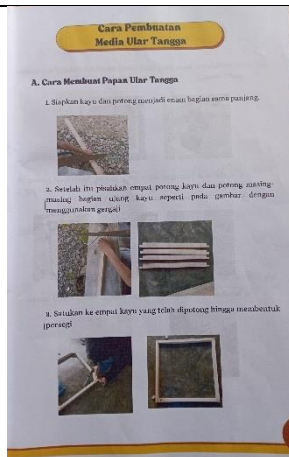 Cara Pembuatan
Media Ular Tangga
A. Cara Membuat Papan Ular Tangga
1. Siapkan kayu dan potong menjadi enam bagian sama panjang.
2. Setelah itu pisahkan empat potong kayu dan potong masing-
masing bagian ujung kayu seperti pada gambar dengan
menggunakan gergaji
3. Satukan ke empat kayu yang telah dipotong hingga membentuk
persegi